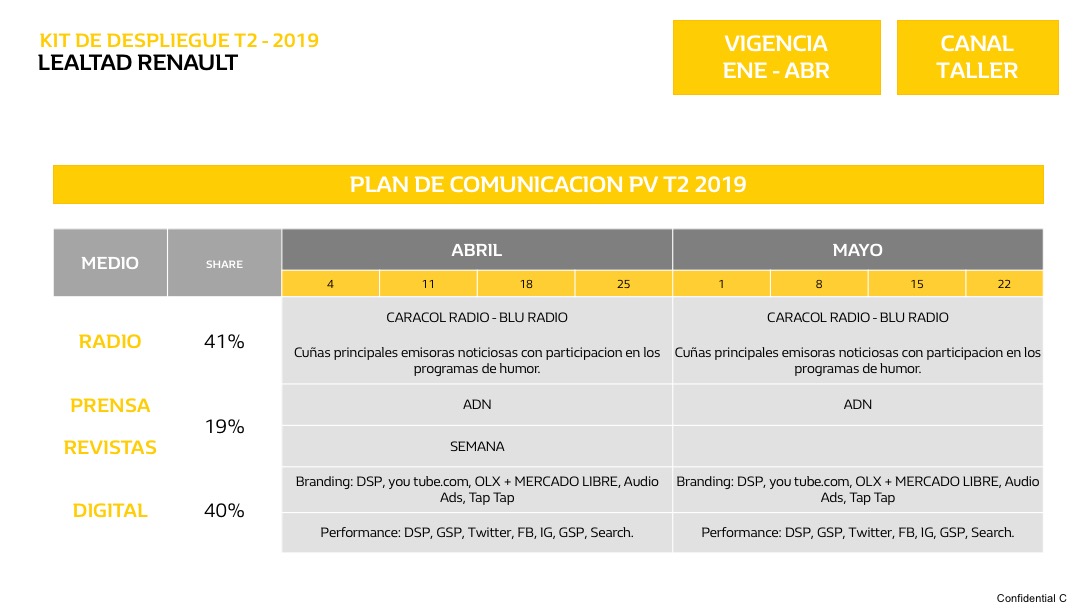 KIT DE DESPLIEGUE T2 - 2019
LEALTAD RENAULT
VIGENCIA
ENE - ABR
CANAL
TALLER
PLAN DE COMUNICACION PV T2 2019
MEDIO
SHARE
ABRIL
MAYO
4
11
18
25
1
8
15
22
RADIO
41%
CARACOL RADIO - BLU RADIO
Cuñas principales emisoras noticiosas con participacion en los
programas de humor.
CARACOL RADIO - BLU RADIO
Cuñas principales emisoras noticiosas con participacion en los
programas de humor.
PRENSA
19%
ADN
ADN
REVISTAS
SEMANA
DIGITAL
40%
Branding: DSP, you tube.com, OLX + MERCADO LIBRE, Audio
Ads, Tap Tap
Branding: DSP, you tube.com, OLX + MERCADO LIBRE, Audio
Ads, Tap Tap
Performance: DSP, GSP, Twitter, FB, IG, GSP, Search.
Performance: DSP, GSP, Twitter, FB, IG, GSP, Search.
Confidential C